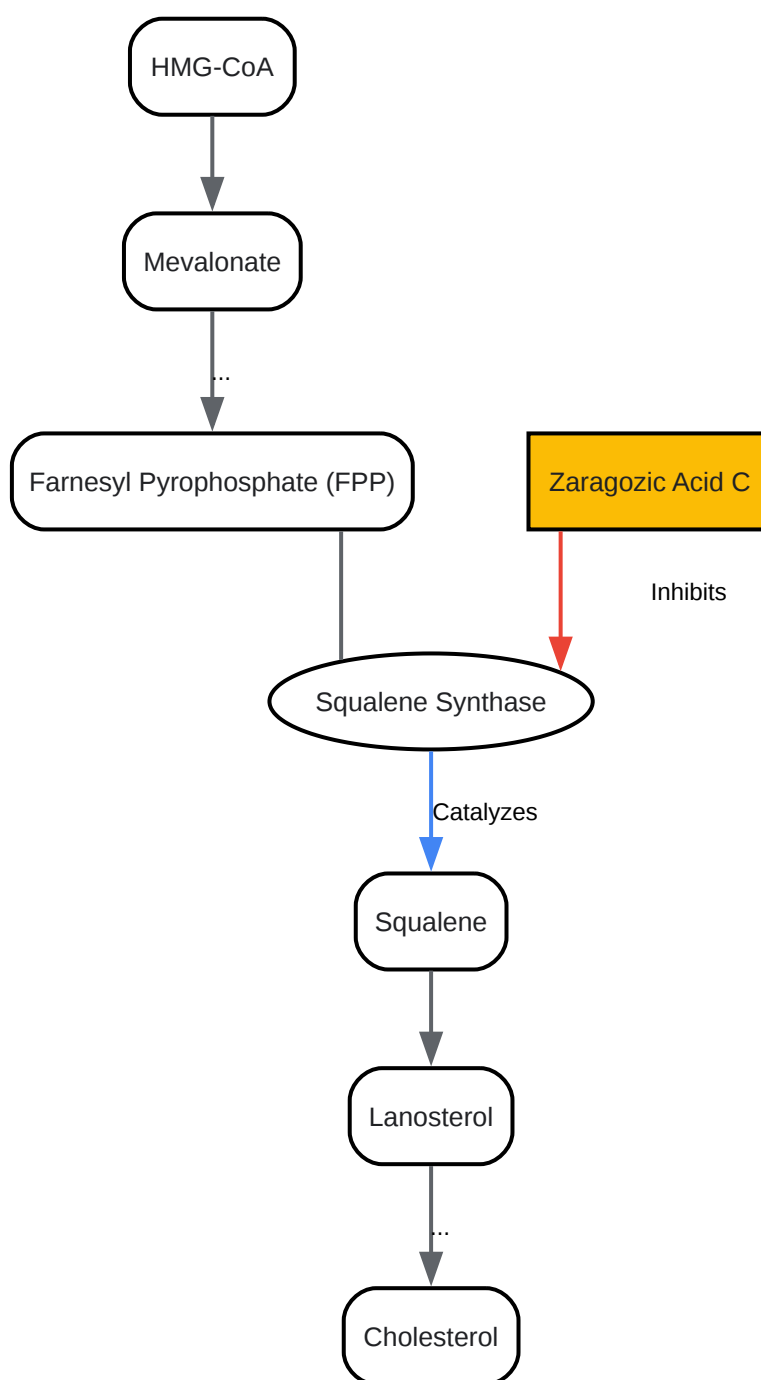 HMG-CoA
Mevalonate
...
Farnesyl Pyrophosphate (FPP)
Zaragozic Acid C
Inhibits
Squalene Synthase
Catalyzes
Squalene
Lanosterol
...
Cholesterol